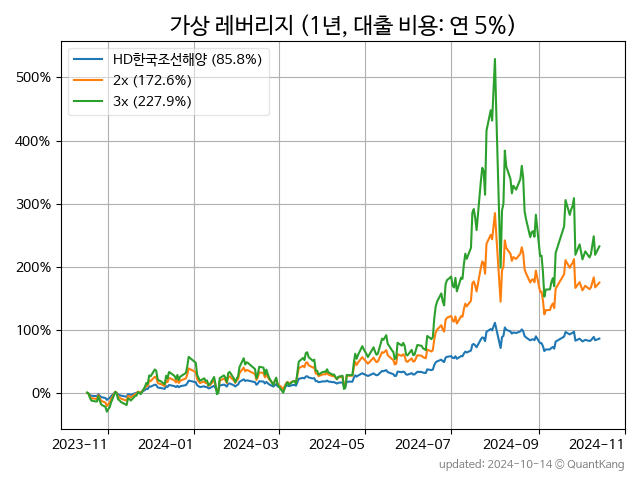 가상 레버리지 (1년, 대출 비용: 연 5%)
HD한국조선해양 (85.8%)
2x (172.6%)
3x (227.9%)
500%
400%
300%
200%
100%
0%
2023-11 2024-01 2024-03 2024-05 2024-07 2024-09 2024-11
updated: 2024-10-14 © QuantKang